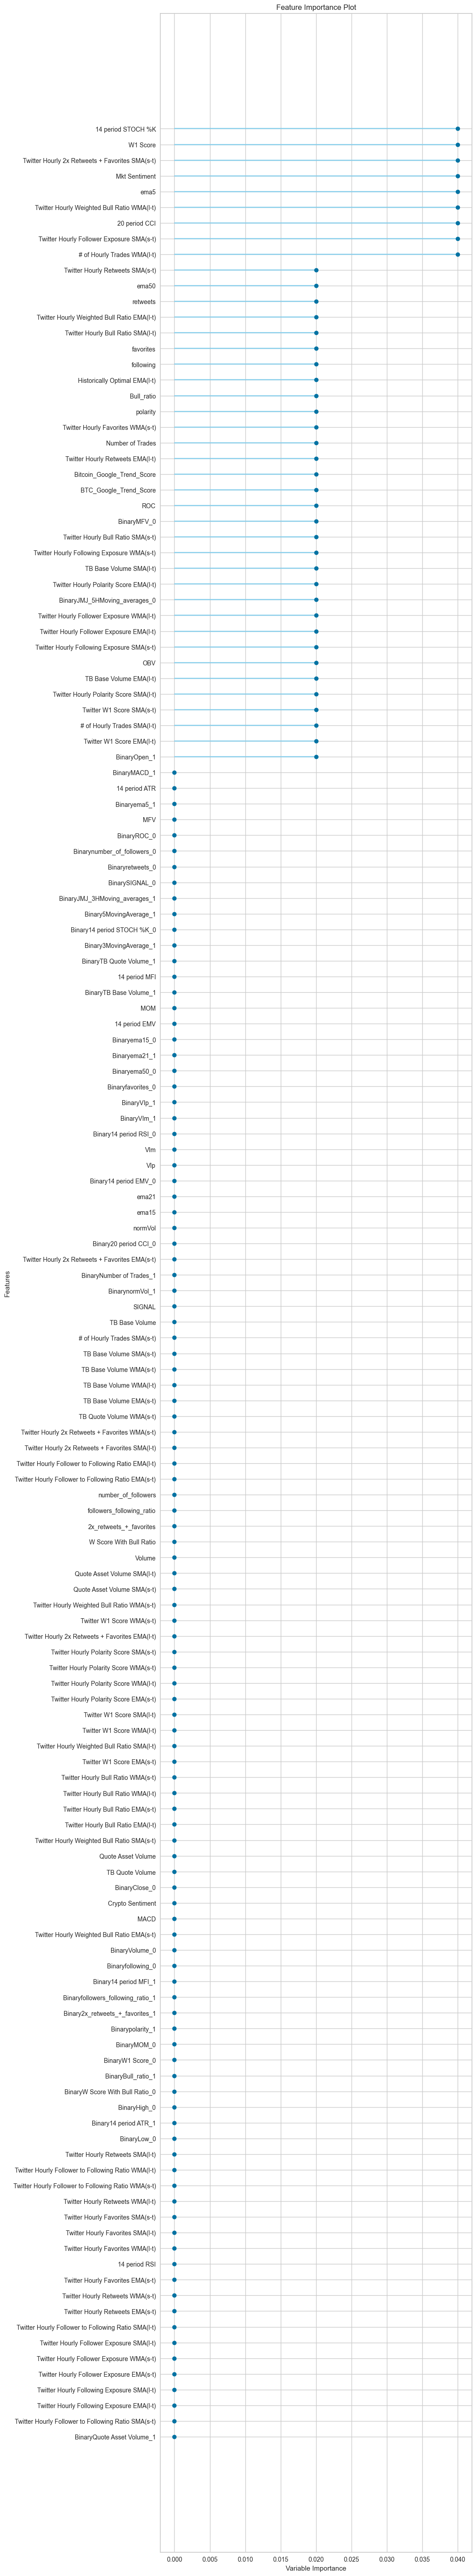 Feature Importance Plot
14 period STOCH %K
W1 Score
Twitter Hourly 2x Retweets + Favorites SMA(s-t)
Mkt Sentiment
ema5
Twitter Hourly Weighted Bull Ratio WMA(l-t)
20 period CCI
Twitter Hourly Follower Exposure SMA(s-t)
# of Hourly Trades WMA(l-t)
Twitter Hourly Retweets SMA(s-t)
ema50
retweets
Twitter Hourly Weighted Bull Ratio EMA(l-t)
Twitter Hourly Bull Ratio SMA(l-t)
favorites
following
Historically Optimal EMA(l-t)
Bull_ratio
polarity
Twitter Hourly Favorites WMA(s-t)
Number of Trades
Twitter Hourly Retweets EMA(l-t)
Bitcoin_Google_Trend_Score
BTC_Google_Trend_Score
ROC
BinaryMFV_0
Twitter Hourly Bull Ratio SMA(s-t)
Twitter Hourly Following Exposure WMA(s-t)
TB Base Volume SMA(l-t)
Twitter Hourly Polarity Score EMA(l-t)
BinaryJMJ_5HMoving_averages_0
Twitter Hourly Follower Exposure WMA(l-t)
Twitter Hourly Follower Exposure EMA(l-t)
Twitter Hourly Following Exposure SMA(s-t)
OBV
TB Base Volume EMA(l-t)
Twitter Hourly Polarity Score SMA(l-t)
Twitter W1 Score SMA(s-t)
# of Hourly Trades SMA(l-t)
Twitter W1 Score EMA(l-t)
BinaryOpen_1
BinaryMACD_1
14 period ATR
Binaryema5_1
MFV
BinaryROC_0
Binarynumber_of_followers_0
Binaryretweets_0
BinarySIGNAL_0
BinaryJMJ_3HMoving_averages_1
Binary5MovingAverage_1
Binary14 period STOCH %K_0
Binary3MovingAverage_1
BinaryTB Quote Volume_1
14 period MFI
BinaryTB Base Volume_1
MOM
14 period EMV
Binaryema15_0
Binaryema21_1
Binaryema50_0
Binaryfavorites_0
BinaryVIp_1
BinaryVIm_1
Binary14 period RSI_0
VIm
VIp
Binary14 period EMV_0
ema21
ema15
normVol
Binary20 period CCI_0
Twitter Hourly 2x Retweets + Favorites EMA(s-t)
BinaryNumber of Trades_1
BinarynormVol_1
SIGNAL
TB Base Volume
# of Hourly Trades SMA(s-t)
TB Base Volume SMA(s-t)
TB Base Volume WMA(s-t)
TB Base Volume WMA(l-t)
TB Base Volume EMA(s-t)
TB Quote Volume WMA(s-t)
Twitter Hourly 2x Retweets + Favorites WMA(s-t)
Twitter Hourly 2x Retweets + Favorites SMA(l-t)
Twitter Hourly Follower to Following Ratio EMA(l-t)
Twitter Hourly Follower to Following Ratio EMA(s-t)
number_of_followers
followers_following_ratio
2x_retweets_+_favorites
W Score With Bull Ratio
Volume
Quote Asset Volume SMA(l-t)
Quote Asset Volume SMA(s-t)
Twitter Hourly Weighted Bull Ratio WMA(s-t)
Twitter W1 Score WMA(s-t)
Twitter Hourly 2x Retweets + Favorites EMA(l-t)
Twitter Hourly Polarity Score SMA(s-t)
Twitter Hourly Polarity Score WMA(s-t)
Twitter Hourly Polarity Score WMA(l-t)
Twitter Hourly Polarity Score EMA(s-t)
Twitter W1 Score SMA(l-t)
Twitter W1 Score WMA(l-t)
Twitter Hourly Weighted Bull Ratio SMA(l-t)
Twitter W1 Score EMA(s-t)
Twitter Hourly Bull Ratio WMA(s-t)
Twitter Hourly Bull Ratio WMA(l-t)
Twitter Hourly Bull Ratio EMA(s-t)
Twitter Hourly Bull Ratio EMA(l-t)
Twitter Hourly Weighted Bull Ratio SMA(s-t)
Quote Asset Volume
TB Quote Volume
BinaryClose_0
Crypto Sentiment
MACD
Twitter Hourly Weighted Bull Ratio EMA(s-t)
BinaryVolume_0
Binaryfollowing_0
Binary14 period MFI_1
Binaryfollowers_following_ratio_1
Binary2x_retweets_+_favorites_1
Binarypolarity_1
BinaryMOM_0
BinaryW1 Score_0
BinaryBull_ratio_1
BinaryW Score With Bull Ratio_0
BinaryHigh_0
Binary14 period ATR_1
BinaryLow_0
Twitter Hourly Retweets SMA(l-t)
Twitter Hourly Follower to Following Ratio WMA(l-t)
Twitter Hourly Follower to Following Ratio WMA(s-t)
Twitter Hourly Retweets WMA(l-t)
Twitter Hourly Favorites SMA(s-t)
Twitter Hourly Favorites SMA(l-t)
Twitter Hourly Favorites WMA(l-t)
14 period RSI
Twitter Hourly Favorites EMA(s-t)
Twitter Hourly Retweets WMA(s-t)
Twitter Hourly Retweets EMA(s-t)
Twitter Hourly Follower to Following Ratio SMA(l-t)
Twitter Hourly Follower Exposure SMA(l-t)
Twitter Hourly Follower Exposure WMA(s-t)
Twitter Hourly Follower Exposure EMA(s-t)
Twitter Hourly Following Exposure SMA(l-t)
Twitter Hourly Following Exposure EMA(l-t)
Twitter Hourly Follower to Following Ratio SMA(s-t)
BinaryQuote Asset Volume_1
Features
0.000 0.005 0.010 0.015 0.020 0.025 0.030 0.035 0.040
Variable Importance